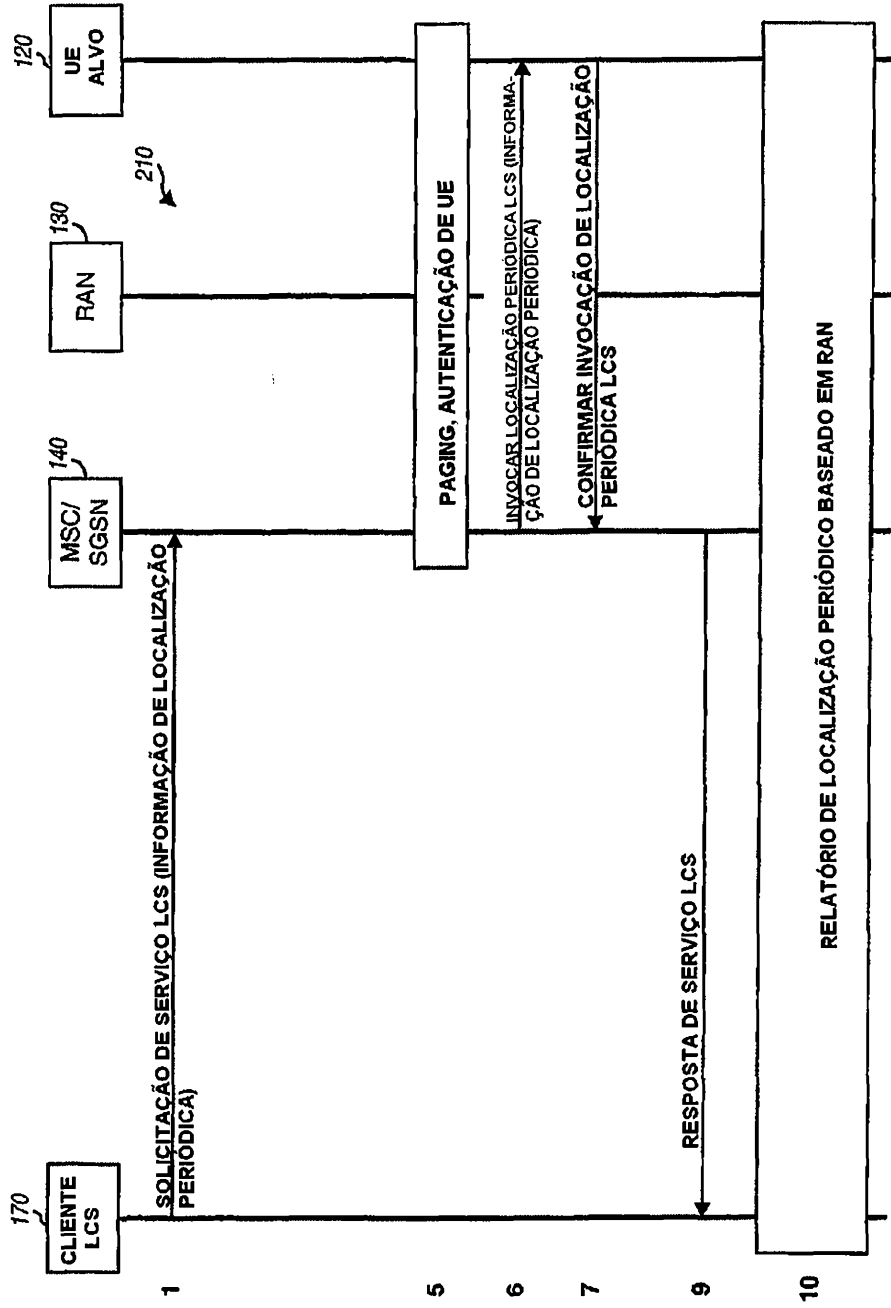 170
CLIENTE
LCS
140
MSC/
SGSN
130
RAN
210
120
UE
ALVO
1
SOLICITAÇÃO DE SERVIÇO LCS (INFORMAÇÃO DE LOCALIZAÇÃO
PERIÓDICA)
5
PAGING, AUTENTICAÇÃO DE UE
6
INVOCAR LOCALIZAÇÃO PERIÓDICA LCS (INFORMA-
ÇÃO DE LOCALIZAÇÃO PERIÓDICA)
7
CONFIRMAR INVOCAÇÃO DE LOCALIZAÇÃO
PERIÓDICA LCS
9
RESPOSTA DE SERVIÇO LCS
10
RELATÓRIO DE LOCALIZAÇÃO PERIÓDICO BASEADO EM RAN